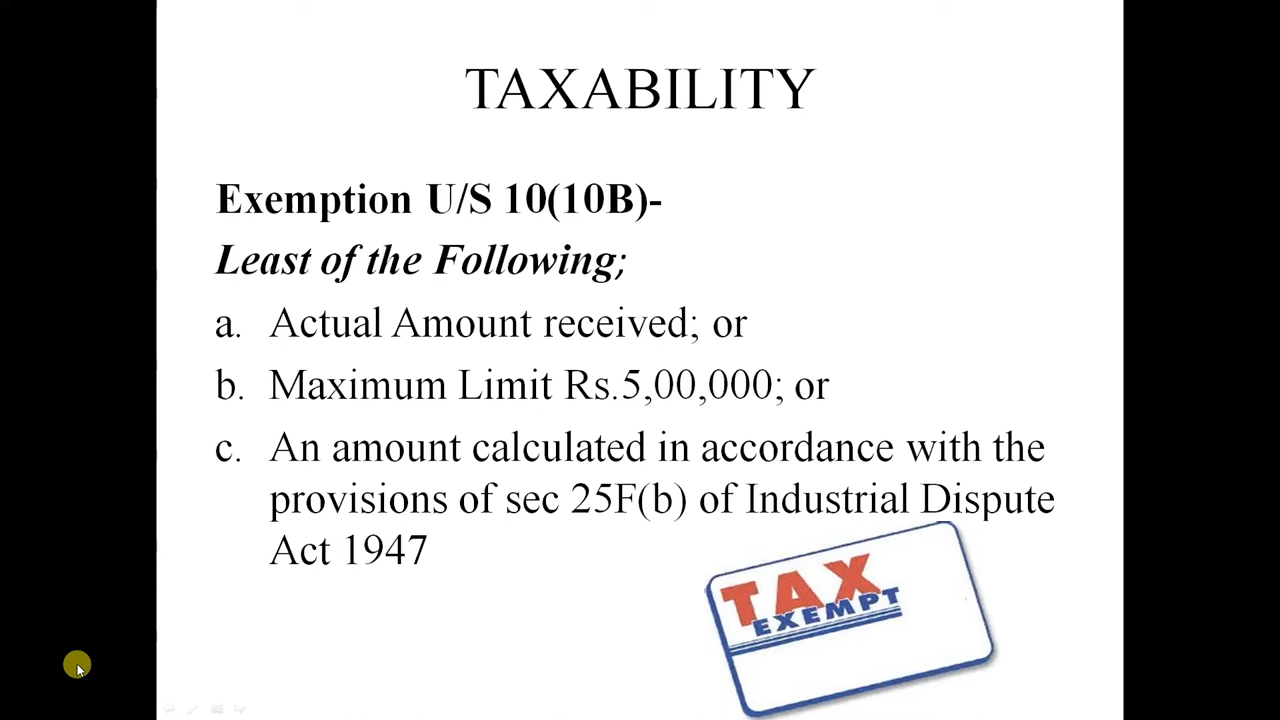 TAXABILITY
Exemption U/S 10(10B)-
Least of the Following;
a. Actual Amount received; or
b. Maximum Limit Rs.5,00,000; or
c. An amount calculated in accordance with the
provisions of sec 25F(b) of Industrial Dispute
Act 1947
TAX
EXEMPT